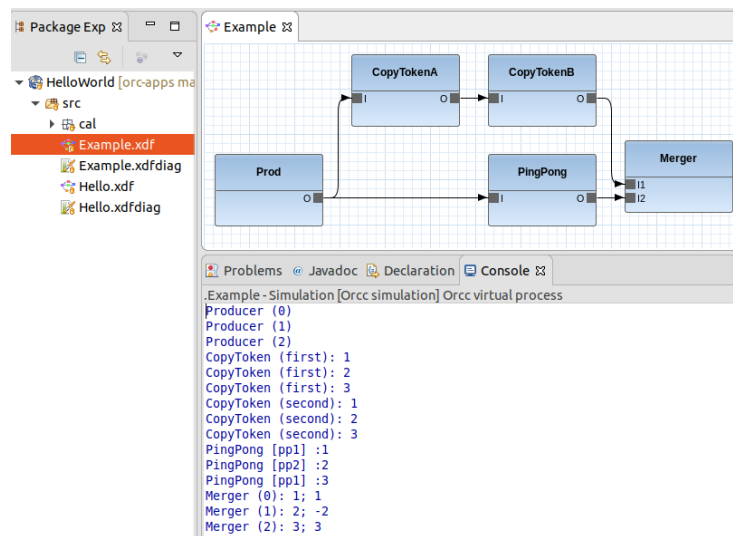 Package Exp
Example
HelloWorld [orc-apps ma
src
cal
Example.xdf
Example.xdfdiag
Hello.xdf
Hello.xdfdiag
CopyTokenA
I O
CopyTokenB
I O
Prod
O
PingPong
I O
Merger
I1
I2
Problems @ Javadoc Declaration Console
.Example - Simulation [Orcc simulation] Orcc virtual process
Producer (0)
Producer (1)
Producer (2)
CopyToken (first): 1
CopyToken (first): 2
CopyToken (first): 3
CopyToken (second): 1
CopyToken (second): 2
CopyToken (second): 3
PingPong [pp1] :1
PingPong [pp2] :2
PingPong [pp1] :3
Merger (0): 1; 1
Merger (1): 2; -2
Merger (2): 3; 3